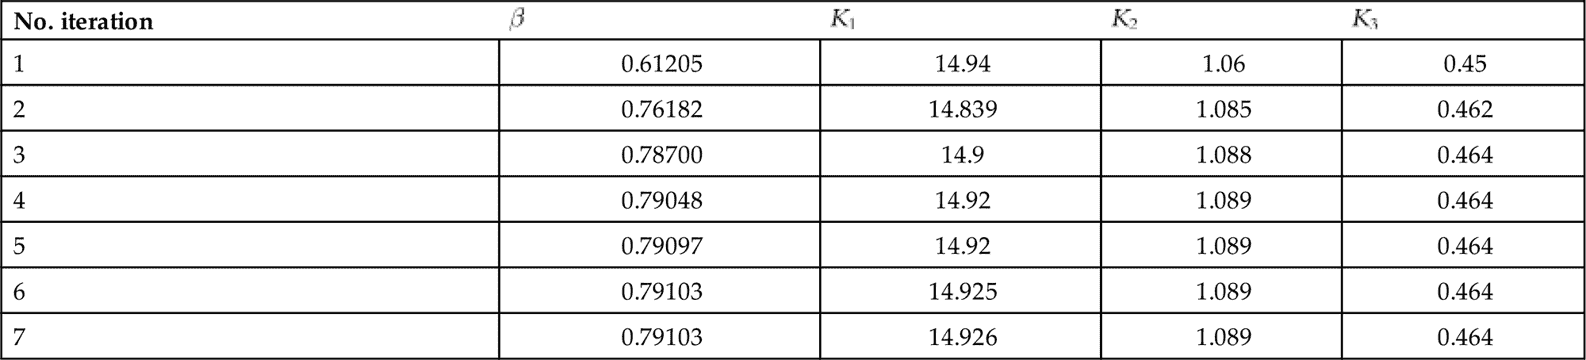 No. iteration β K₁ K₂ K₃
1 0.61205 14.94 1.06 0.45
2 0.76182 14.839 1.085 0.462
3 0.78700 14.9 1.088 0.464
4 0.79048 14.92 1.089 0.464
5 0.79097 14.92 1.089 0.464
6 0.79103 14.925 1.089 0.464
7 0.79103 14.926 1.089 0.464